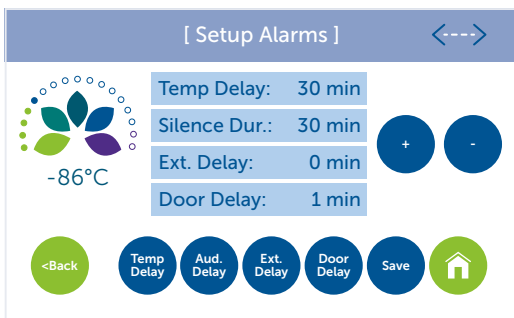 [ Setup Alarms ]
Temp Delay: 30 min
Silence Dur.: 30 min
Ext. Delay: 0 min
Door Delay: 1 min
+ -
-86°C
<Back
Temp
Delay
Aud.
Delay
Ext.
Delay
Door
Delay
Save